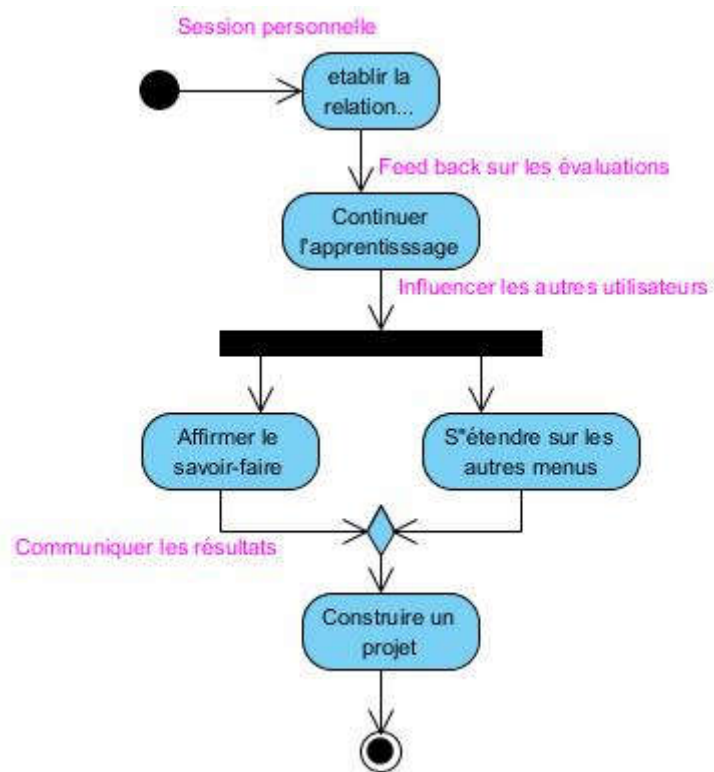 Session personnelle
etablir la
relation...
Feed back sur les évaluations
Continuer
l'apprentisssage
Influencer les autres utilisateurs
Affirmer le
savoir-faire
S"étendre sur les
autres menus
Communiquer les résultats
Construire un
projet